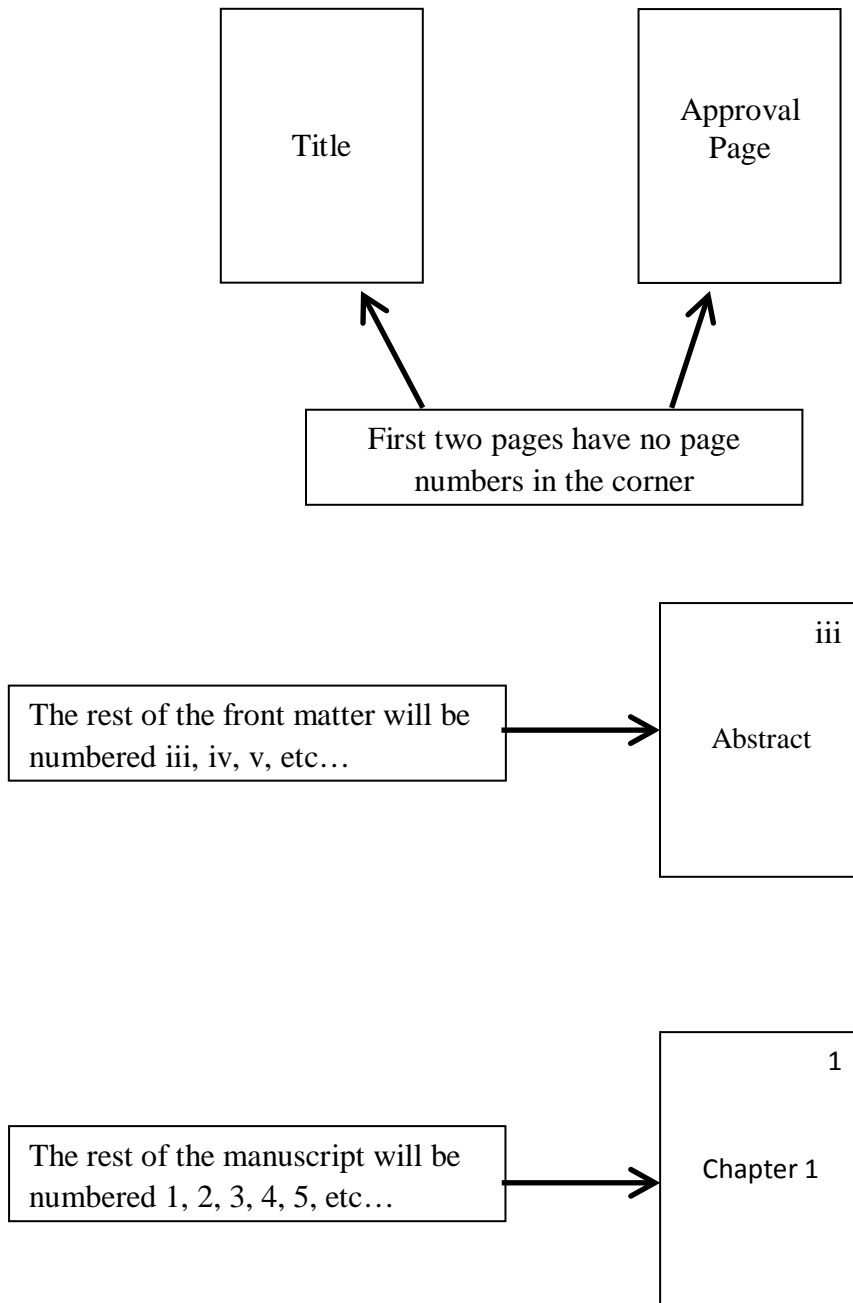 Title
Approval
Page
First two pages have no page
numbers in the corner
iii
The rest of the front matter will be
numbered iii, iv, v, etc…
Abstract
1
The rest of the manuscript will be
numbered 1, 2, 3, 4, 5, etc…
Chapter 1